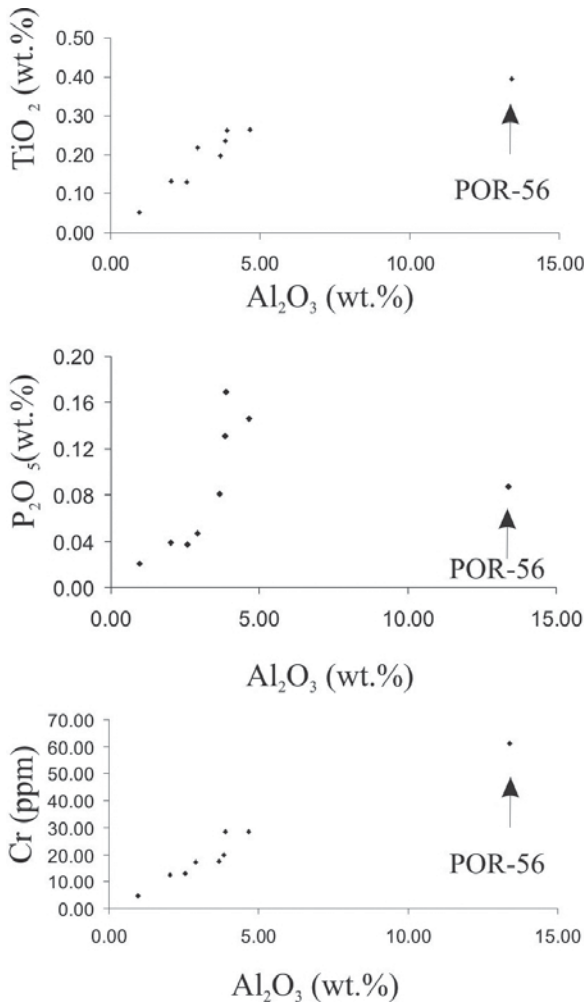 TiO₂ (wt.%)
0.50
0.40
0.30
0.20
0.10
0.00
POR-56
0.00 5.00 10.00 15.00
Al₂O₃ (wt.%)
P₂O₅(wt.%)
0.20
0.16
0.12
0.08
0.04
0.00
POR-56
0.00 5.00 10.00 15.00
Al₂O₃ (wt.%)
Cr (ppm)
70.00
60.00
50.00
40.00
30.00
20.00
10.00
0.00
POR-56
0.00 5.00 10.00 15.00
Al₂O₃ (wt.%)